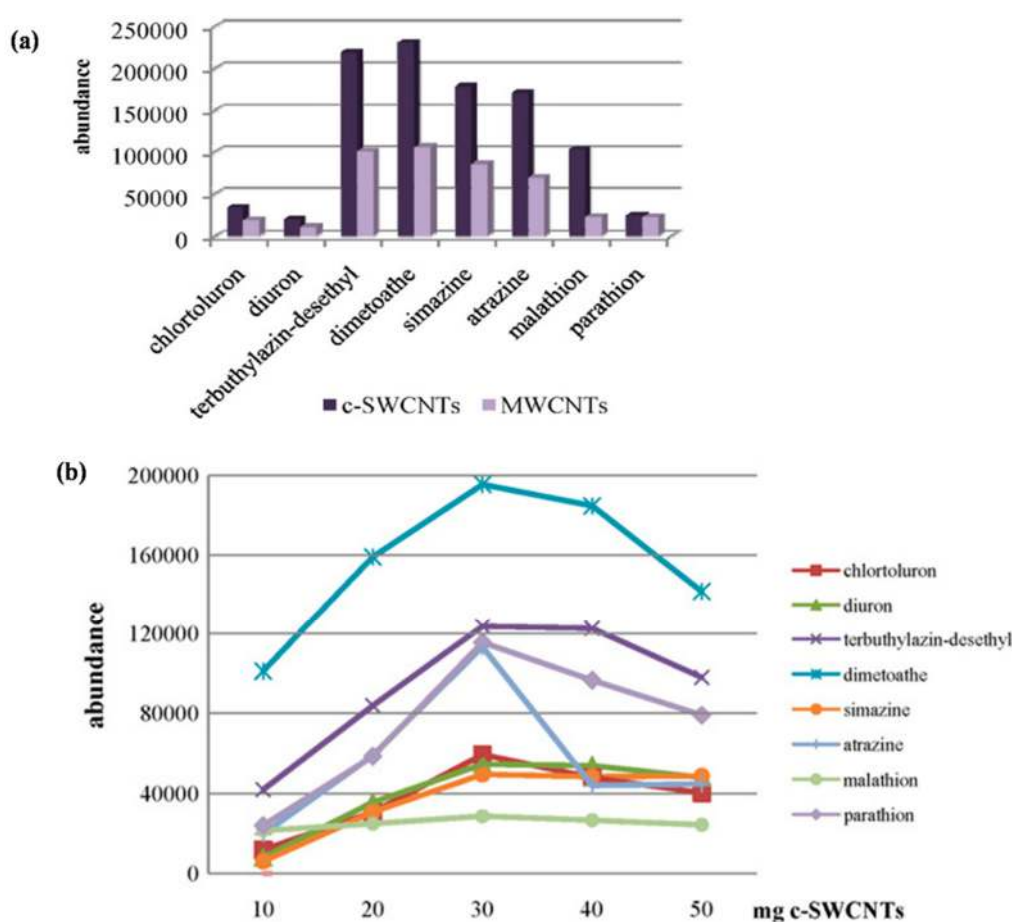 (a)
abundance
250000
200000
150000
100000
50000
0
chlortoluron
diuron
terbuthylazin-desethyl
dimetoathe
simazine
atrazine
malathion
parathion
c-SWCNTs MWCNTs
(b)
abundance
200000
160000
120000
80000
40000
0
10 20 30 40 50 mg c-SWCNTs
chlortoluron
diuron
terbuthylazin-desethyl
dimetoathe
simazine
atrazine
malathion
parathion